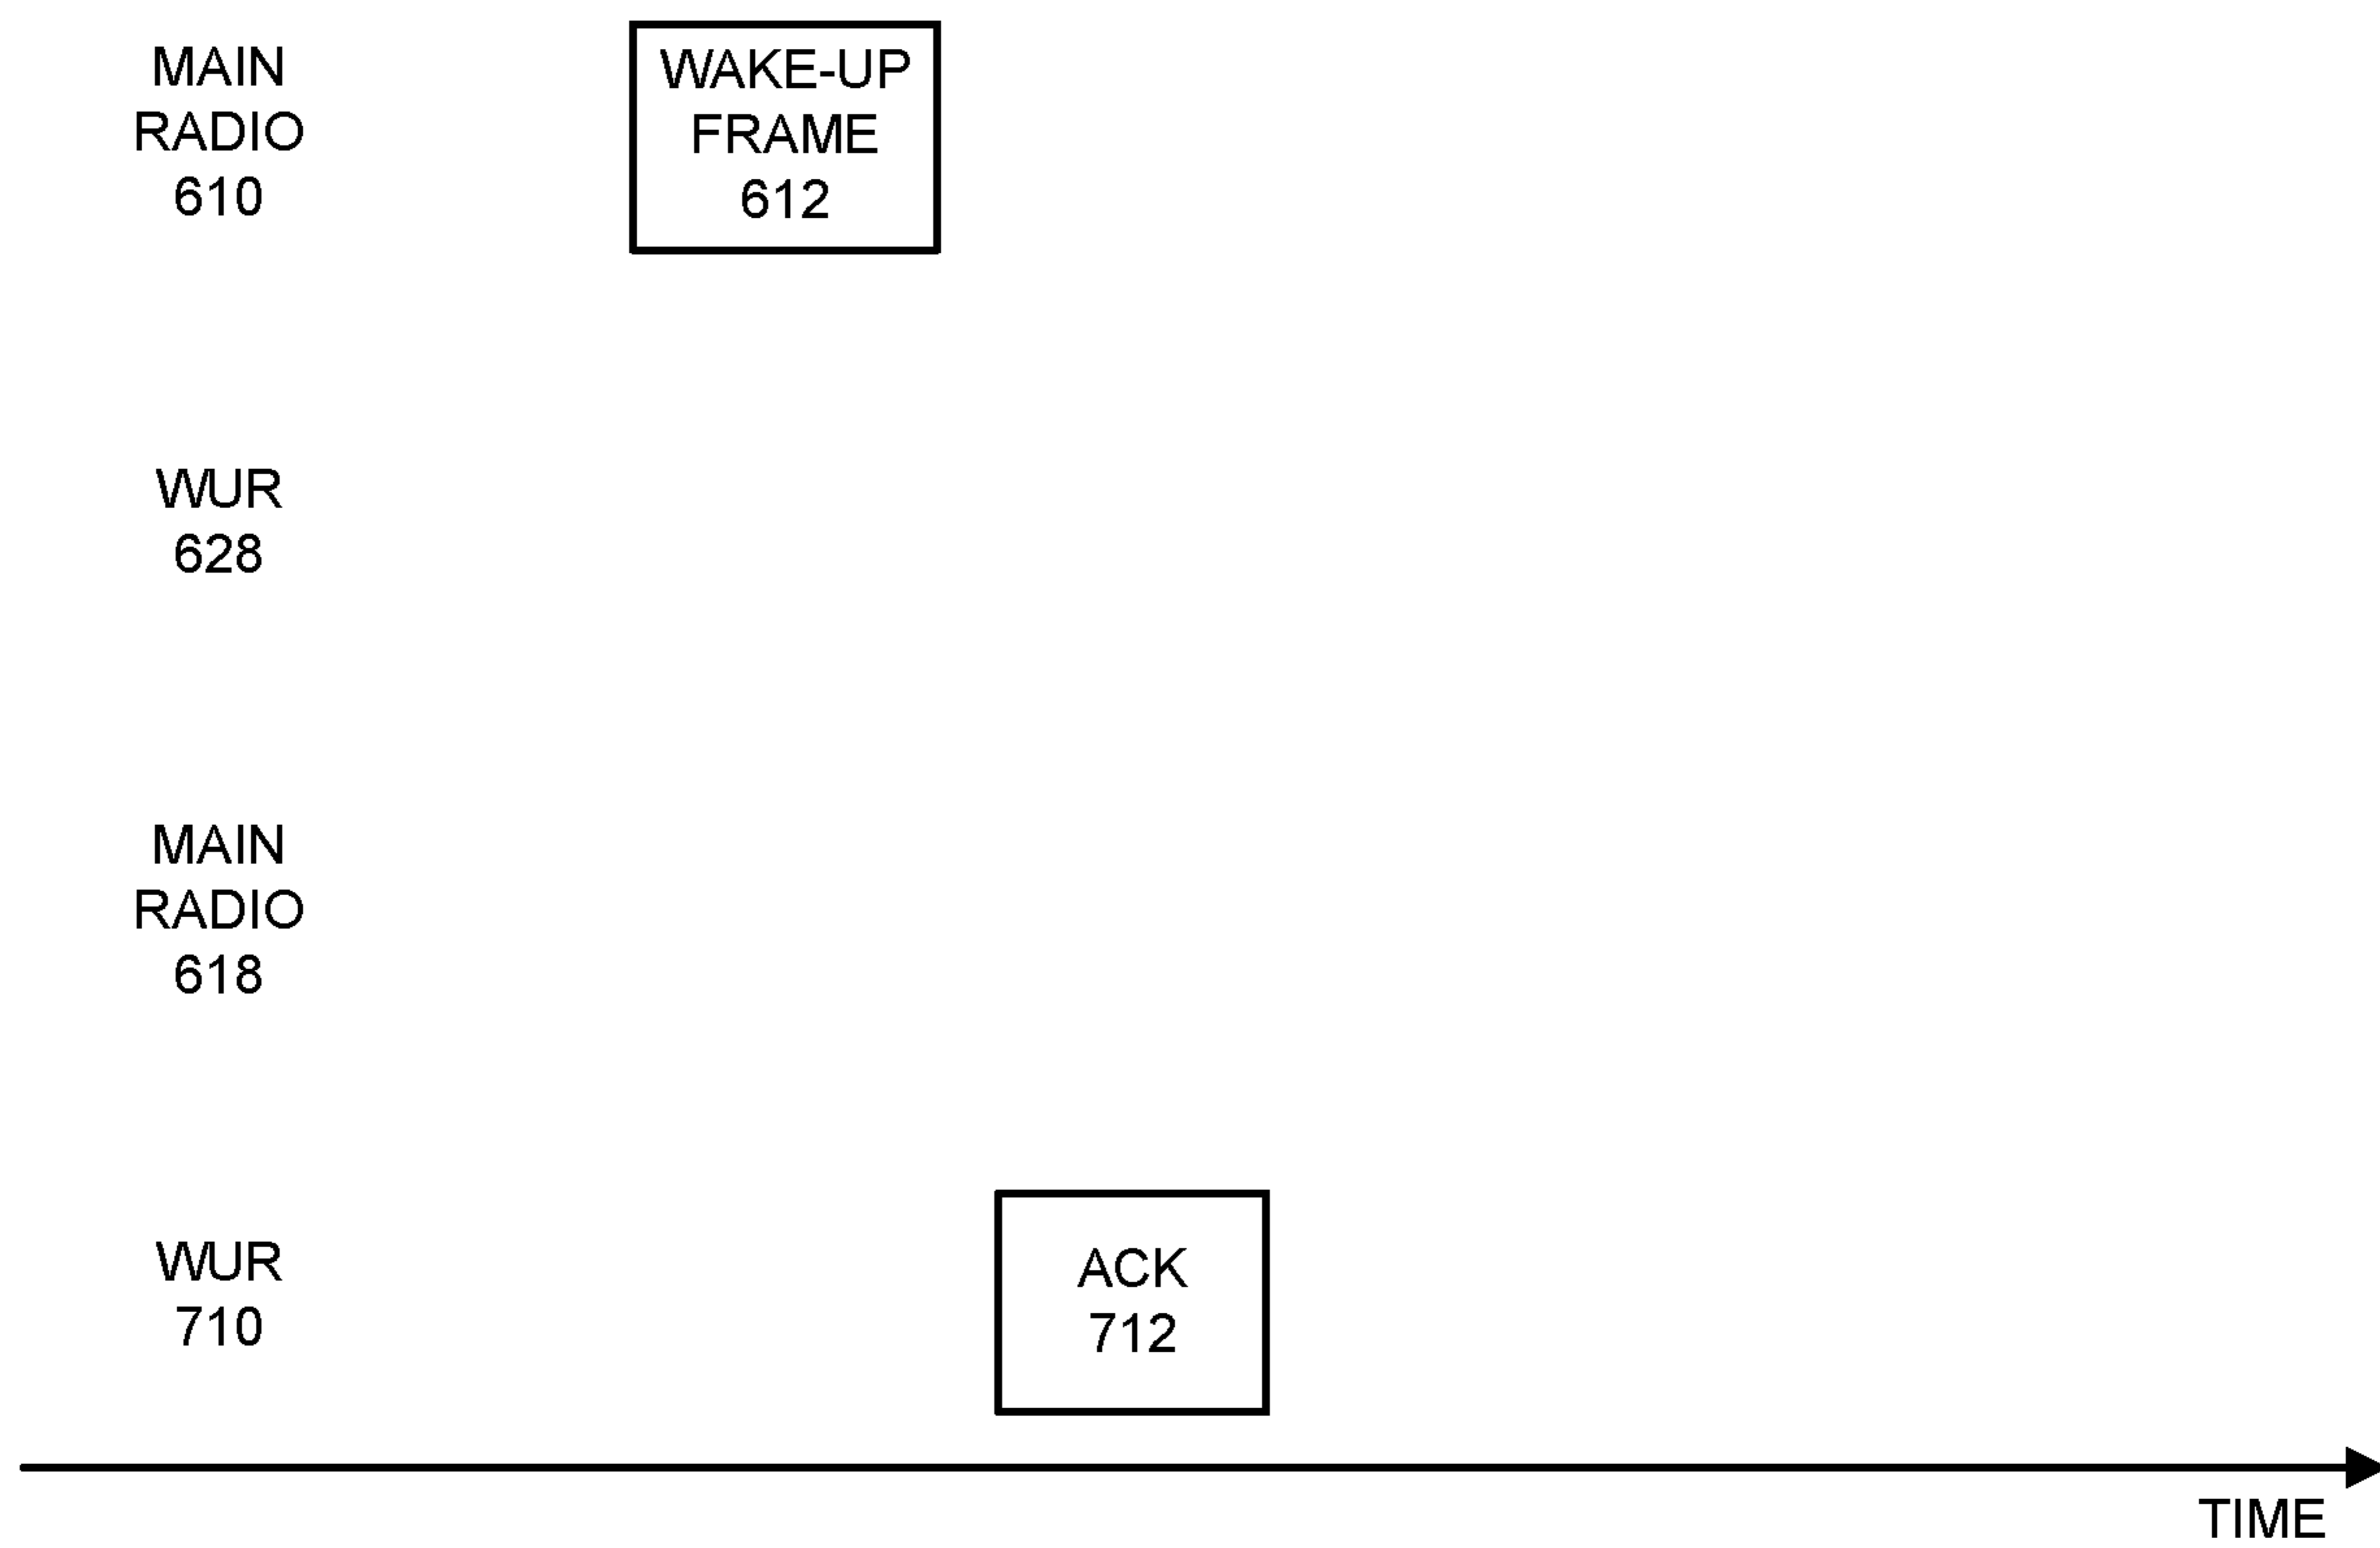 MAIN
RADIO
610
WAKE-UP
FRAME
612
WUR
628
MAIN
RADIO
618
WUR
710
ACK
712
TIME